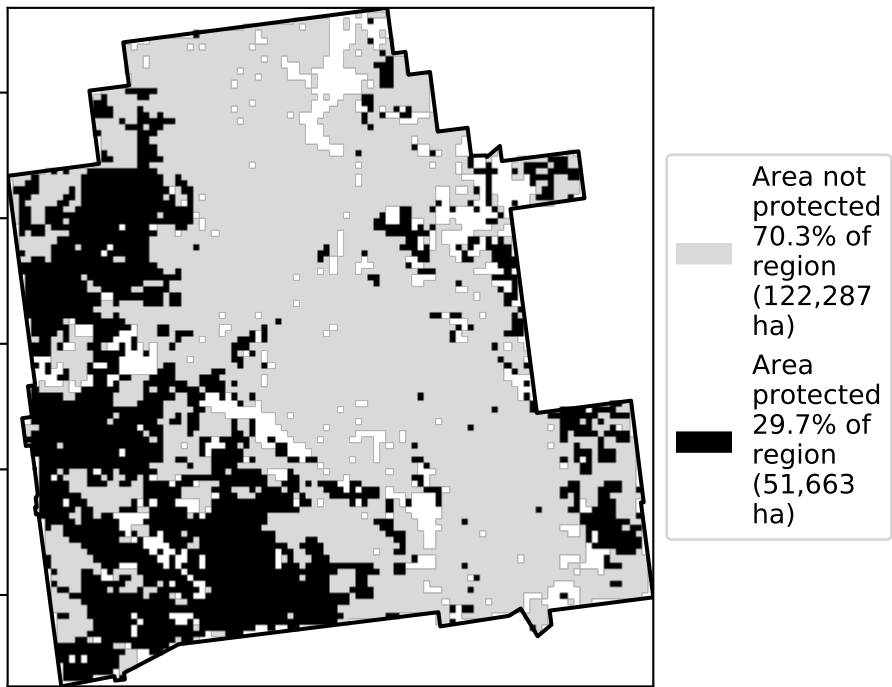 Area not
protected
70.3% of
region
(122,287
ha)
Area
protected
29.7% of
region
(51,663
ha)